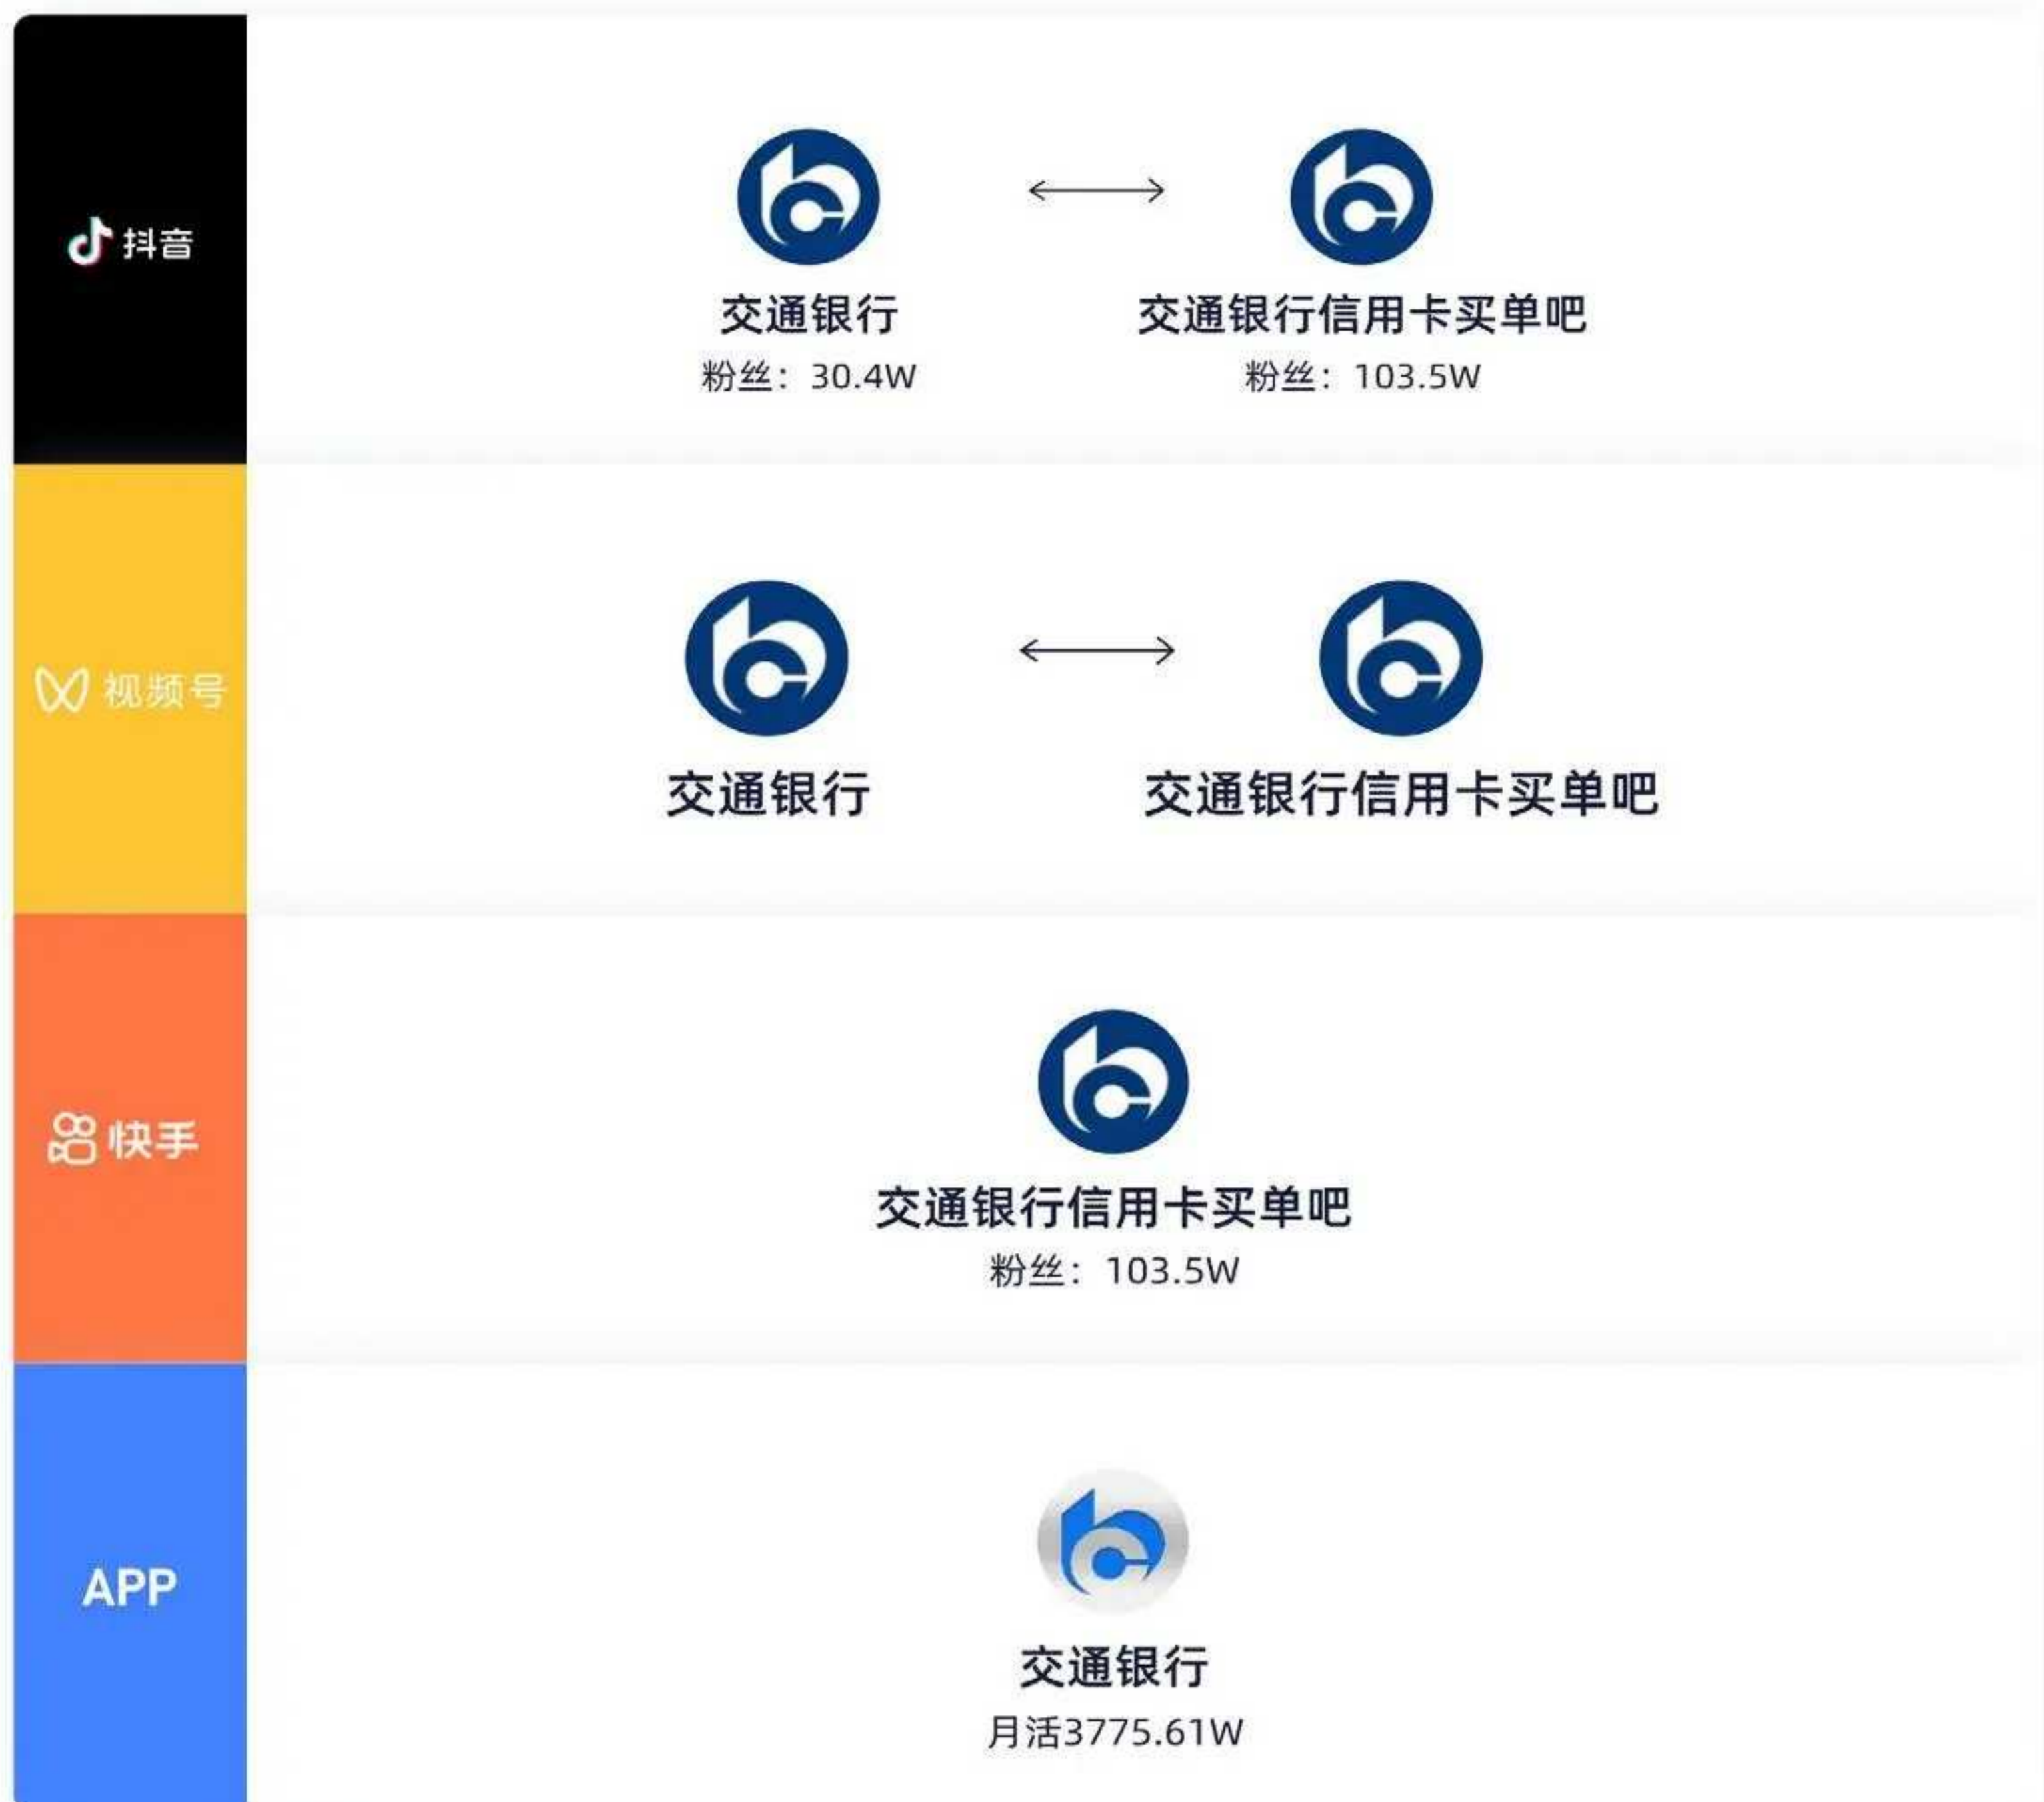 抖音
交通银行
交通银行信用卡买单吧
粉丝：30.4W
粉丝：103.5W
视频号
交通银行
交通银行信用卡买单吧
快手
交通银行信用卡买单吧
粉丝：103.5W
APP
交通银行
月活3775.61W